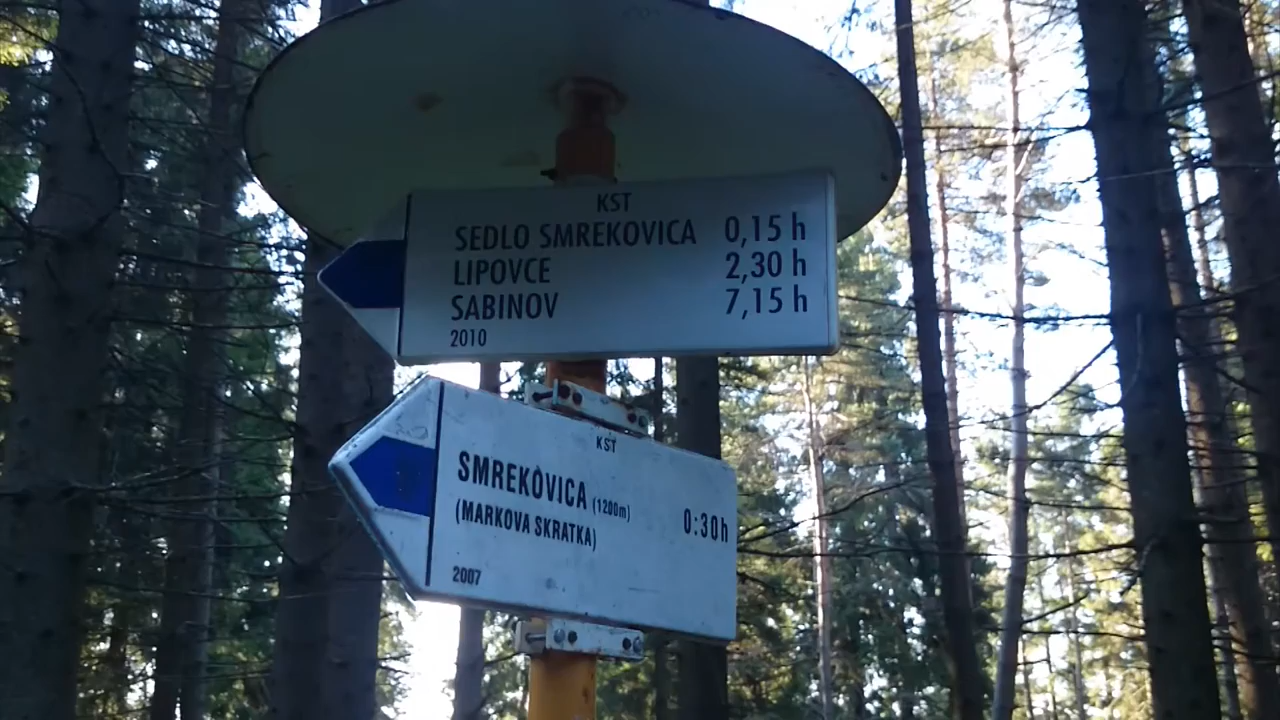 KST
SEDLO SMREKOVICA 0,15 h
LIPOVCE 2,30 h
SABINOV 7,15 h
2010
KST
SMREKOVICA (1200m) 0:30h
(MARKOVA SKRATKA)
2007